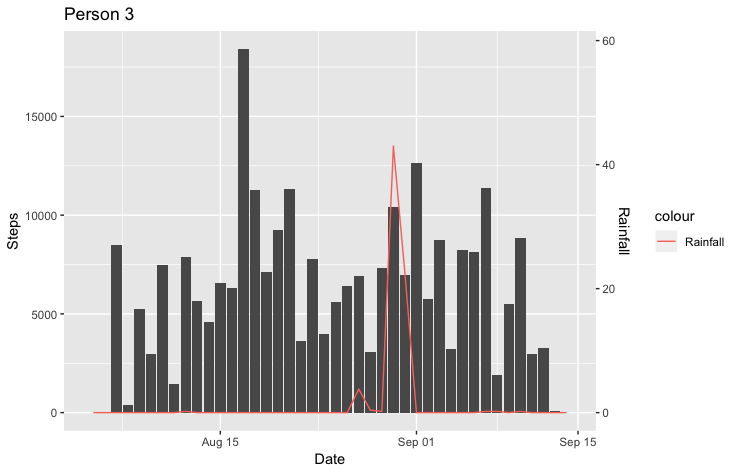 Person 3
Steps
15000
10000
5000
0
60
40
20
0
Rainfall
colour
Rainfall
Aug 15
Sep 01
Sep 15
Date